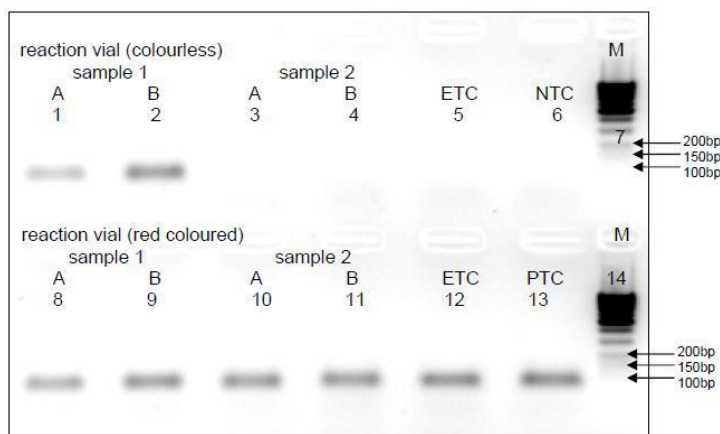 reaction vial (colourless) M
sample 1 sample 2
A B A B ETC NTC
1 2 3 4 5 6 7
200bp
150bp
100bp
reaction vial (red coloured) M
sample 1 sample 2
A B A B ETC PTC 14
8 9 10 11 12 13
200bp
150bp
100bp